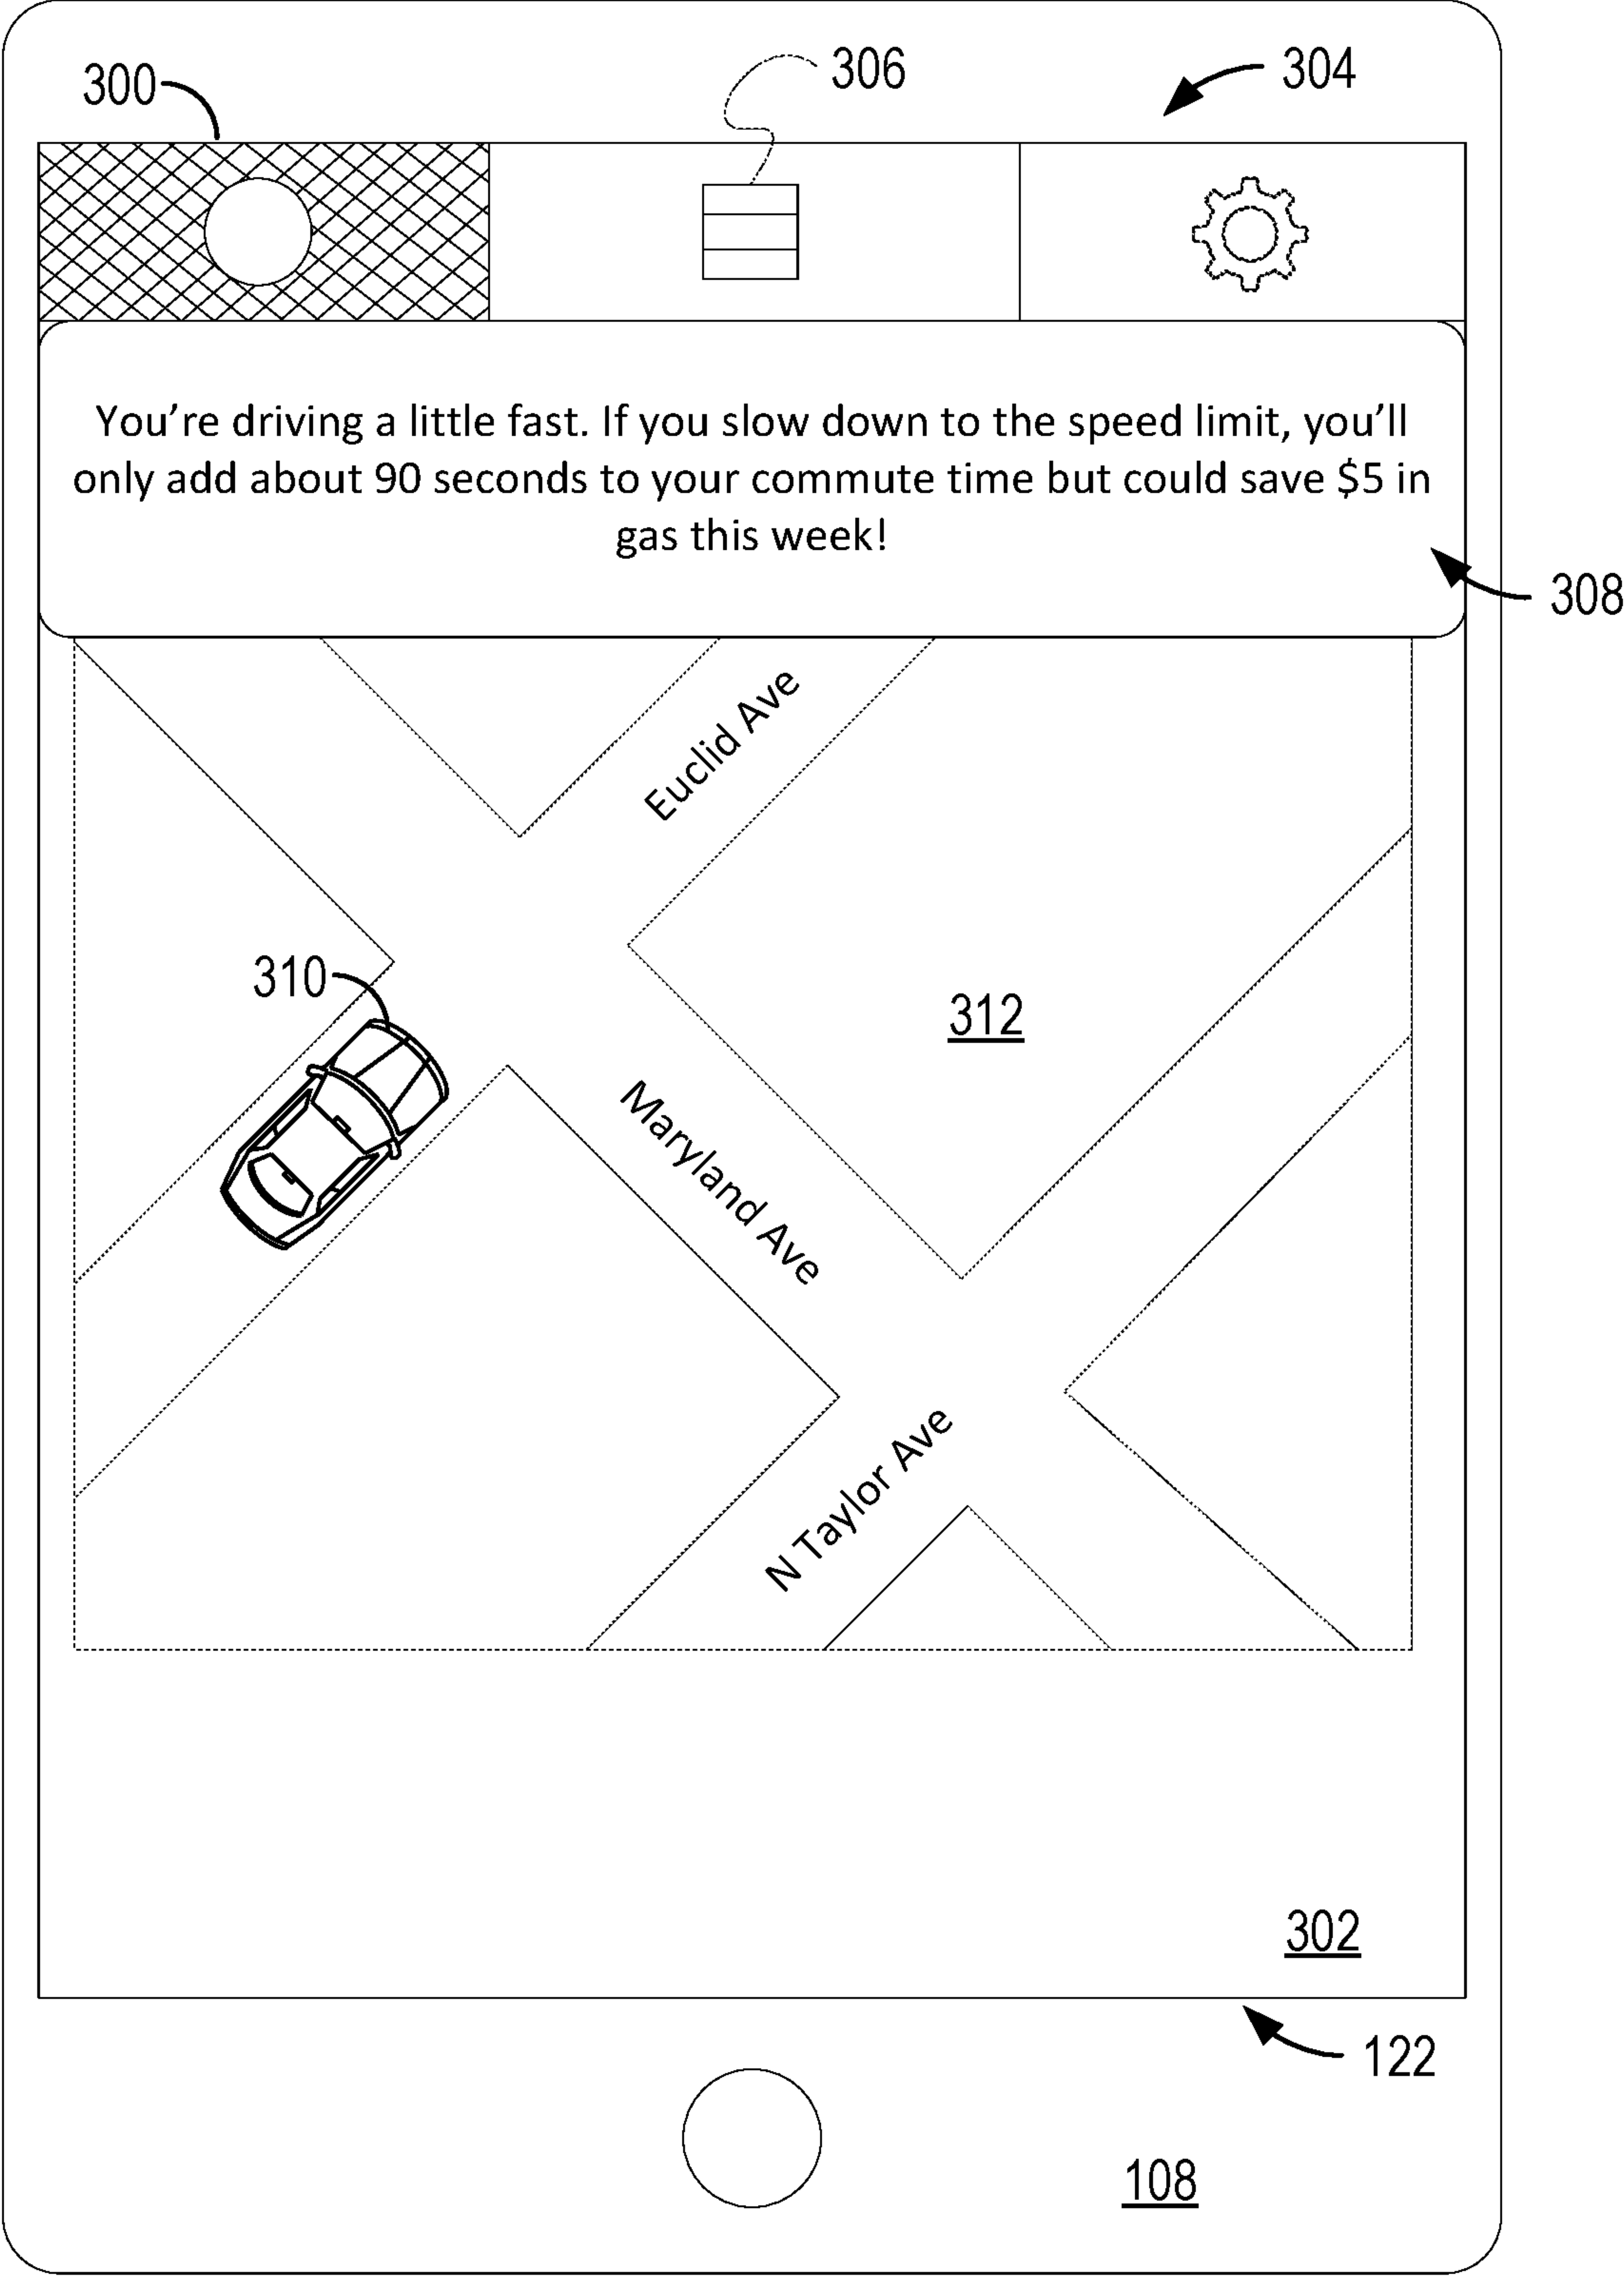 300
306
304
You're driving a little fast. If you slow down to the speed limit, you'll
only add about 90 seconds to your commute time but could save $5 in
gas this week!
308
Euclid Ave
310
312
Maryland Ave
N Taylor Ave
302
122
108